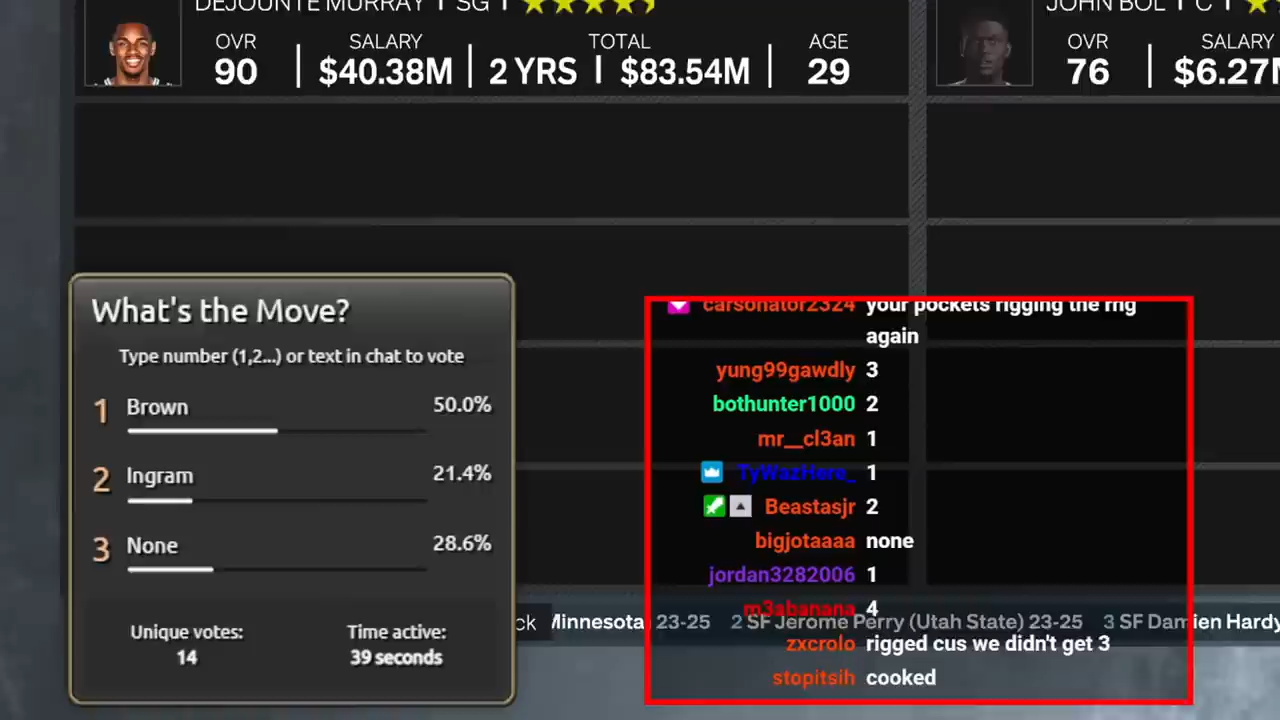 DEJOUNTE MURRAY | SG |
OVR SALARY TOTAL AGE
90 | $40.38M | 2 YRS | $83.54M | 29
JOHN BOL | C |
OVR SALARY
76 | $6.27M
What's the Move?
Type number (1,2...) or text in chat to vote
1 Brown 50.0%
2 Ingram 21.4%
3 None 28.6%
Unique votes: Time active:
14 39 seconds
carsonator2324 your pockets rigging the rng
again
yung99gawdly 3
bothunter1000 2
mr__cl3an 1
TyWazHere_ 1
Beastasjr 2
bigjotaaaa none
jordan3282006 1
m3abanana 4
ck Minnesota 23-25 2 SF Jerome Perry (Utah State) 23-25 3 SF Damien Hardy
zxcrolo rigged cus we didn't get 3
stopitsih cooked